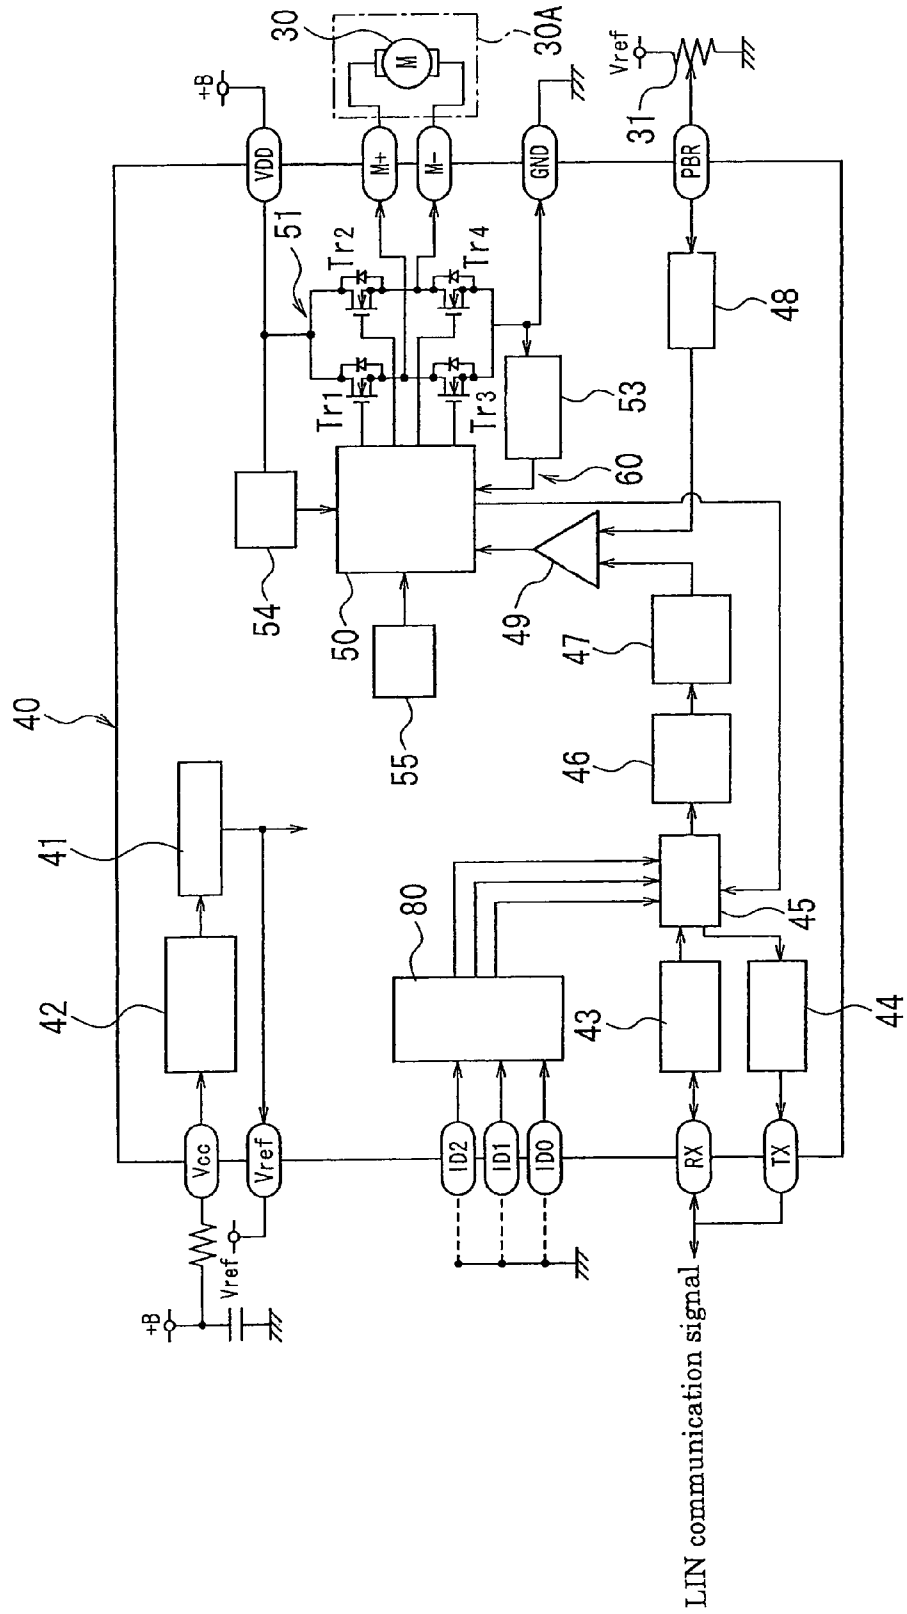 40
42
41
+B
Vcc
+B
Vref
Vref
54
VDD
51
30
Tr1
Tr2
50
M+
55
M
80
M-
ID2
Tr3
Tr4
ID1
49
GND
30A
ID0
43
46
47
60
53
Vref
31
LIN communication signal
RX
PBR
TX
45
48
44